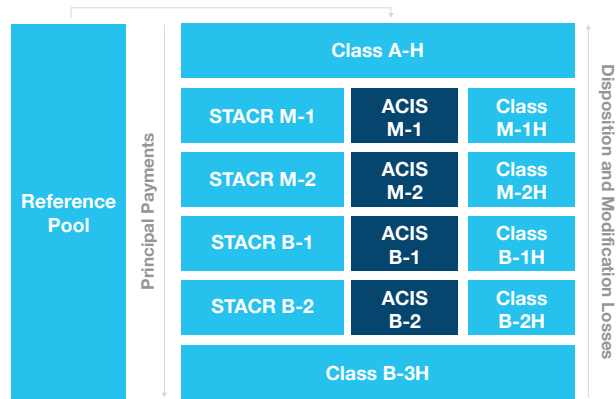 Reference
Pool
Principal Payments
Class A-H
STACR M-1
ACIS
M-1
Class
M-1H
STACR M-2
ACIS
M-2
Class
M-2H
STACR B-1
ACIS
B-1
Class
B-1H
STACR B-2
ACIS
B-2
Class
B-2H
Class B-3H
Disposition and Modification Losses